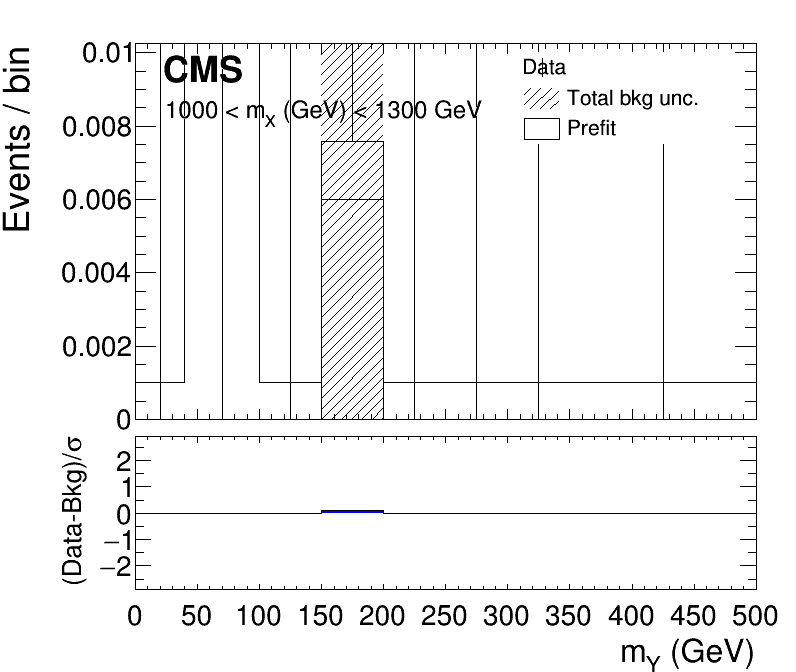 Events / bin
0.01
0.008
0.006
0.004
0.002
0
CMS
1000 < mX (GeV) < 1300 GeV
Data
Total bkg unc.
Prefit
(Data-Bkg)/σ
2
1
0
−1
−2
0 50 100 150 200 250 300 350 400 450 500
mY (GeV)